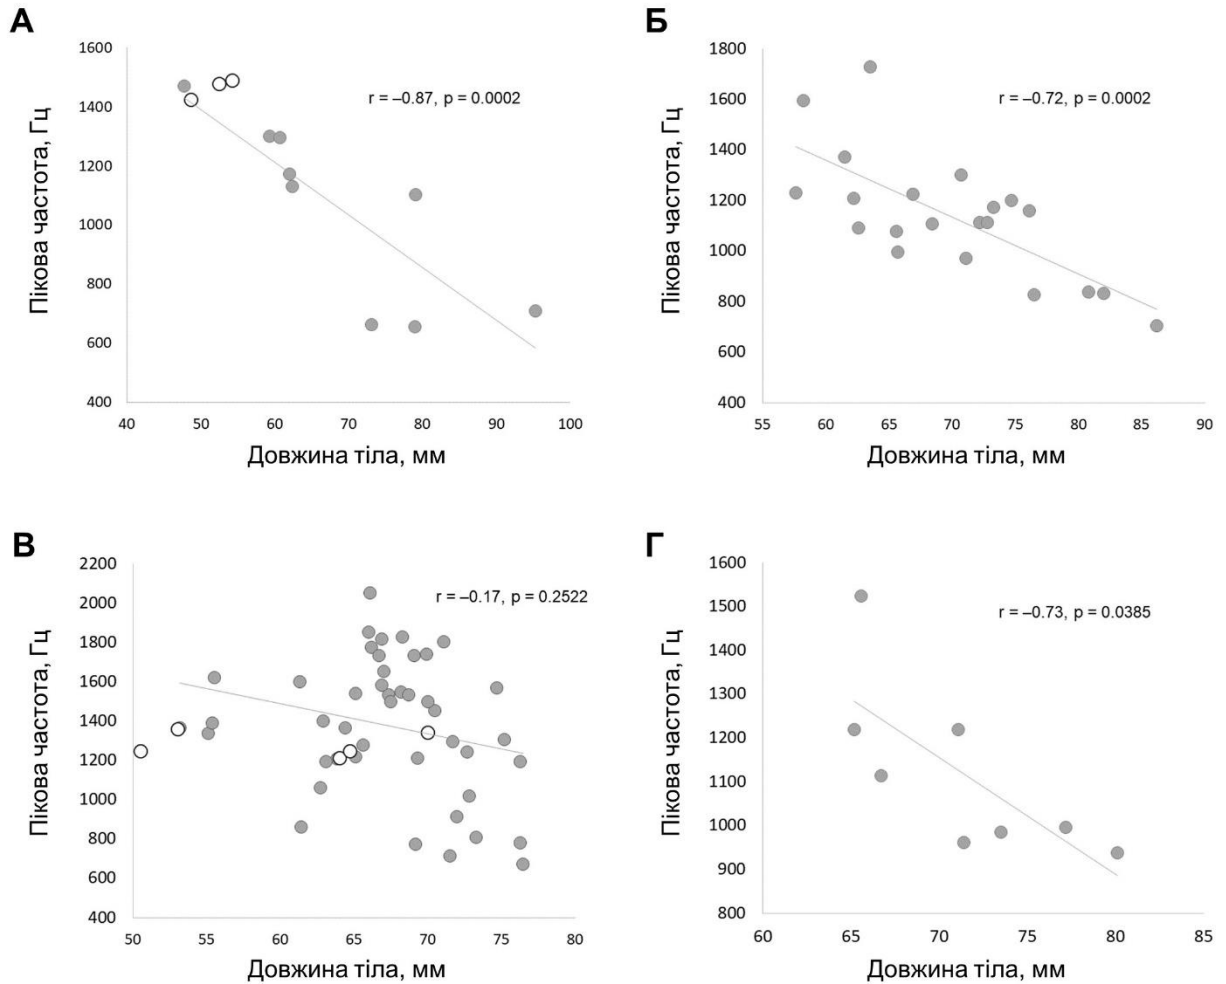 А
r = –0.87, p = 0.0002
Пікова частота, Гц
1600
1400
1200
1000
800
600
400
40 50 60 70 80 90 100
Довжина тіла, мм
Б
r = –0.72, p = 0.0002
Пікова частота, Гц
1800
1600
1400
1200
1000
800
600
400
55 60 65 70 75 80 85 90
Довжина тіла, мм
В
r = –0.17, p = 0.2522
Пікова частота, Гц
2200
2000
1800
1600
1400
1200
1000
800
600
400
50 55 60 65 70 75 80
Довжина тіла, мм
Г
r = –0.73, p = 0.0385
Пікова частота, Гц
1600
1500
1400
1300
1200
1100
1000
900
800
60 65 70 75 80 85
Довжина тіла, мм